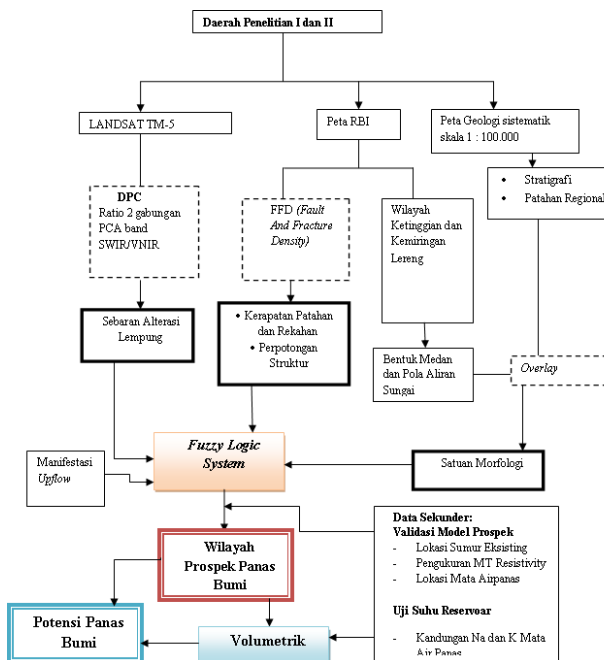 Daerah Penelitian I dan II
LANDSAT TM-5
Peta RBI
Peta Geologi sistematik
skala 1 : 100.000
DPC
Ratio 2 gabungan
PCA band
SWIR/VNIR
FFD (Fault
And Fracture
Density)
Wilayah
Ketinggian dan
Kemiringan
Lereng
• Stratigrafi
• Patahan Regional
Sebaran Alterasi
Lempung
• Kerapatan Patahan
dan Rekahan
• Perpotongan
Struktur
Bentuk Medan
dan Pola Aliran
Sungai
Overlay
Manifestasi
Upflow
Fuzzy Logic
System
Satuan Morfologi
Wilayah
Prospek Panas
Bumi
Data Sekunder:
Validasi Model Prospek
- Lokasi Sumur Eksisting
- Pengukuran MT Resistivity
- Lokasi Mata Airpanas
Uji Suhu Reservoar
- Kandungan Na dan K Mata
Air Panas
Potensi Panas
Bumi
Volumetrik